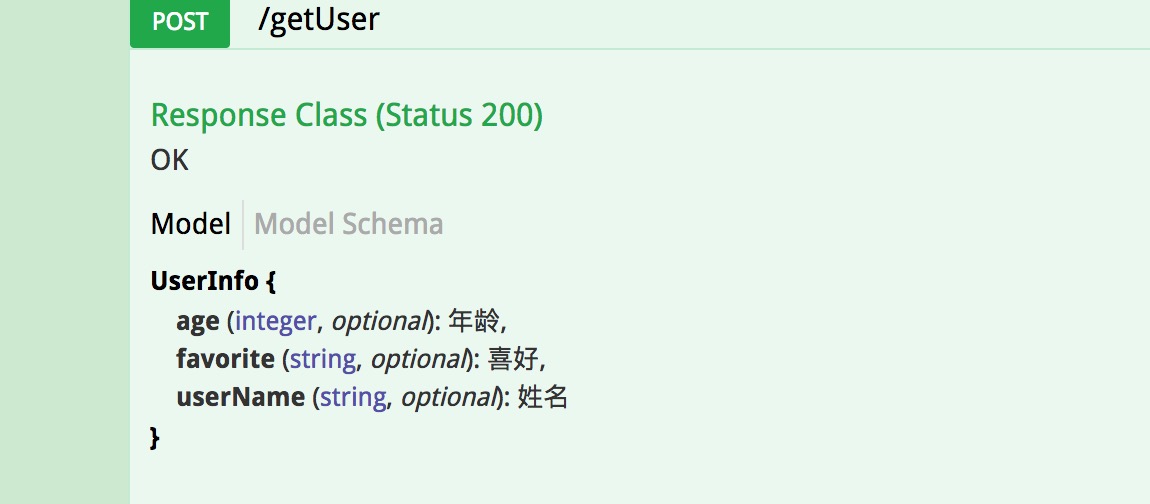 POST /getUser
Response Class (Status 200)
OK
Model Model Schema
UserInfo {
age (integer, optional): 年龄,
favorite (string, optional): 喜好,
userName (string, optional): 姓名
}